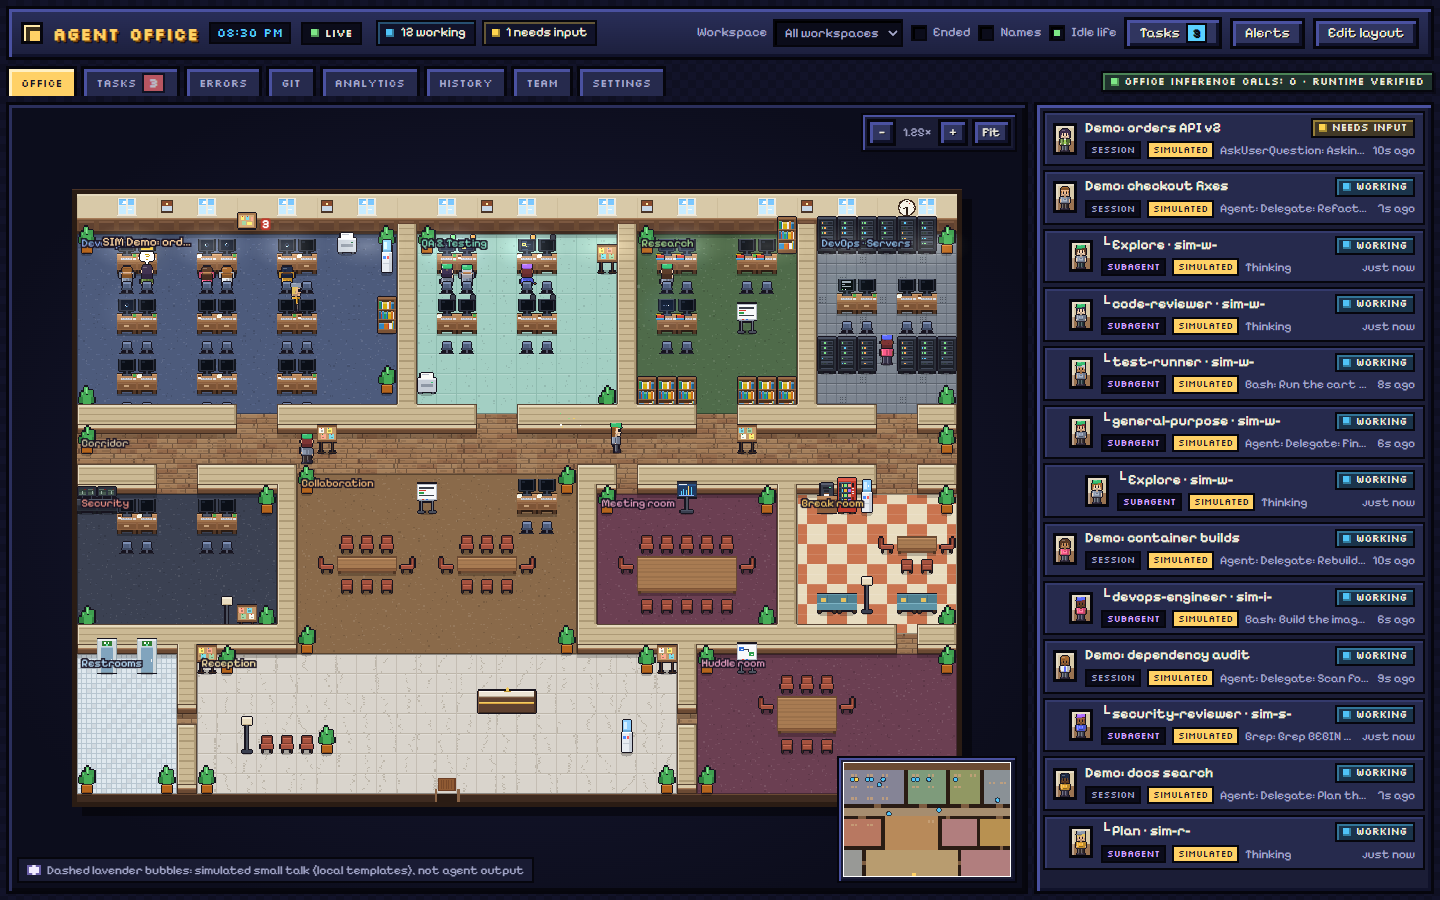 AGENT OFFICE
08:30 PM
LIVE
12 working
1 needs input
Workspace
All workspaces
Ended
Names
Idle life
Tasks 3
Alerts
Edit layout
OFFICE
TASKS 3
ERRORS
GIT
ANALYTICS
HISTORY
TEAM
SETTINGS
OFFICE INFERENCE CALLS: 0 · RUNTIME VERIFIED
-
+
Fit
3
SIM Demo: ord...
QA & Testing
Research
DevOps · Servers
Corridor
Security
Collaboration
Meeting room
Break room
Restrooms
Reception
Huddle room
Dashed lavender bubbles: simulated small talk (local templates), not agent output
Demo: orders API v2
NEEDS INPUT
SESSION SIMULATED AskUserQuestion: Askin... 10s ago
Demo: checkout fixes
WORKING
SESSION SIMULATED Agent: Delegate: Refact... 7s ago
└Explore · sim-w-
WORKING
SUBAGENT SIMULATED Thinking just now
└code-reviewer · sim-w-
WORKING
SUBAGENT SIMULATED Thinking just now
└test-runner · sim-w-
WORKING
SUBAGENT SIMULATED Bash: Run the cart ... 8s ago
└general-purpose · sim-w-
WORKING
SUBAGENT SIMULATED Agent: Delegate: Fin... 6s ago
└Explore · sim-w-
WORKING
SUBAGENT SIMULATED Thinking just now
Demo: container builds
WORKING
SESSION SIMULATED Agent: Delegate: Rebuild... 10s ago
└devops-engineer · sim-i-
WORKING
SUBAGENT SIMULATED Bash: Build the imag... 6s ago
Demo: dependency audit
WORKING
SESSION SIMULATED Agent: Delegate: Scan fo... 9s ago
└security-reviewer · sim-s-
WORKING
SUBAGENT SIMULATED Grep: Grep BEGIN ... just now
Demo: docs search
WORKING
SESSION SIMULATED Agent: Delegate: Plan th... 7s ago
└Plan · sim-r-
WORKING
SUBAGENT SIMULATED Thinking just now